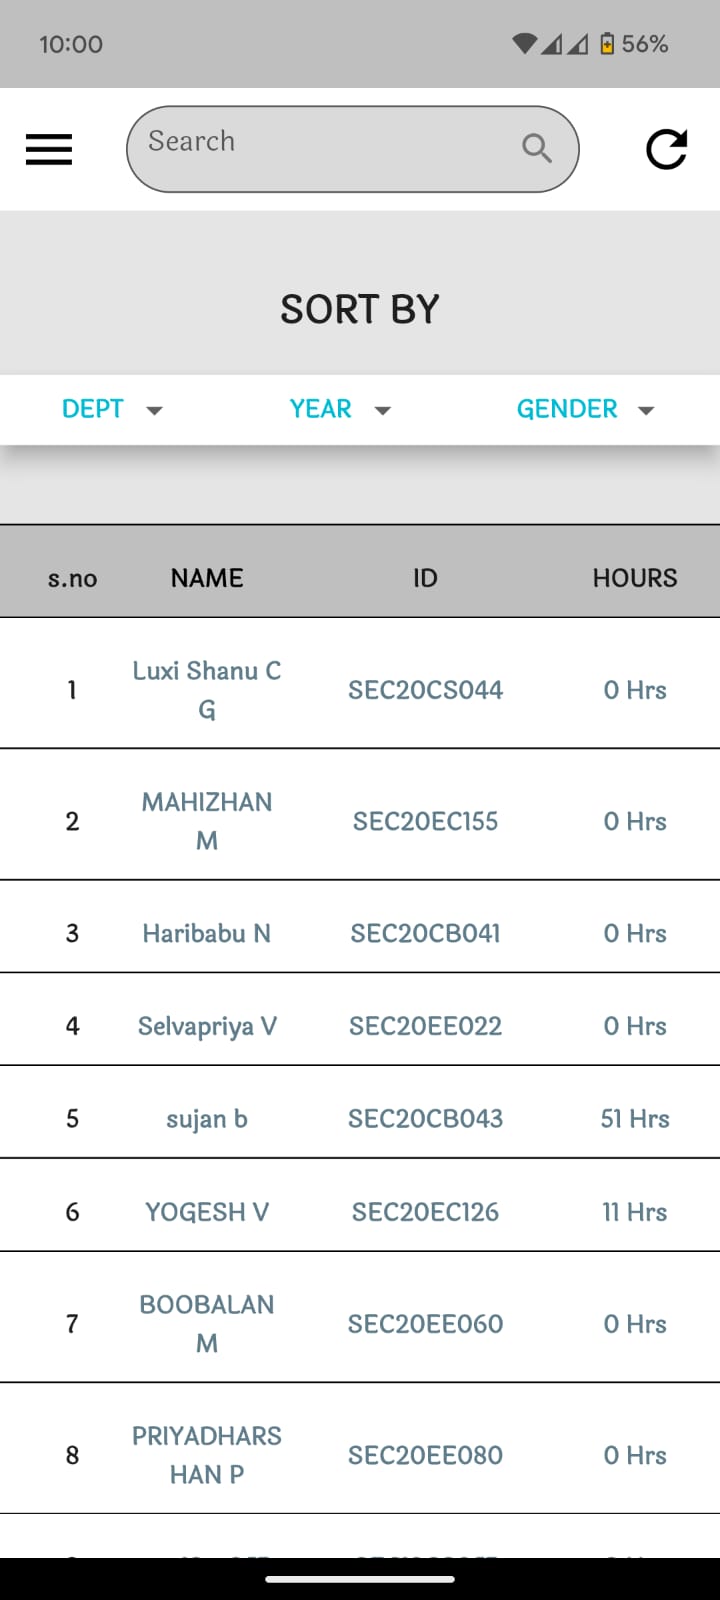 10:00 56%
Search
SORT BY
DEPT YEAR GENDER
s.no NAME ID HOURS
1 Luxi Shanu C SEC20CS044 0 Hrs
G
2 MAHIZHAN SEC20EC155 0 Hrs
M
3 Haribabu N SEC20CB041 0 Hrs
4 Selvapriya V SEC20EE022 0 Hrs
5 sujan b SEC20CB043 51 Hrs
6 YOGESH V SEC20EC126 11 Hrs
7 BOOBALAN SEC20EE060 0 Hrs
M
8 PRIYADHARS SEC20EE080 0 Hrs
HAN P